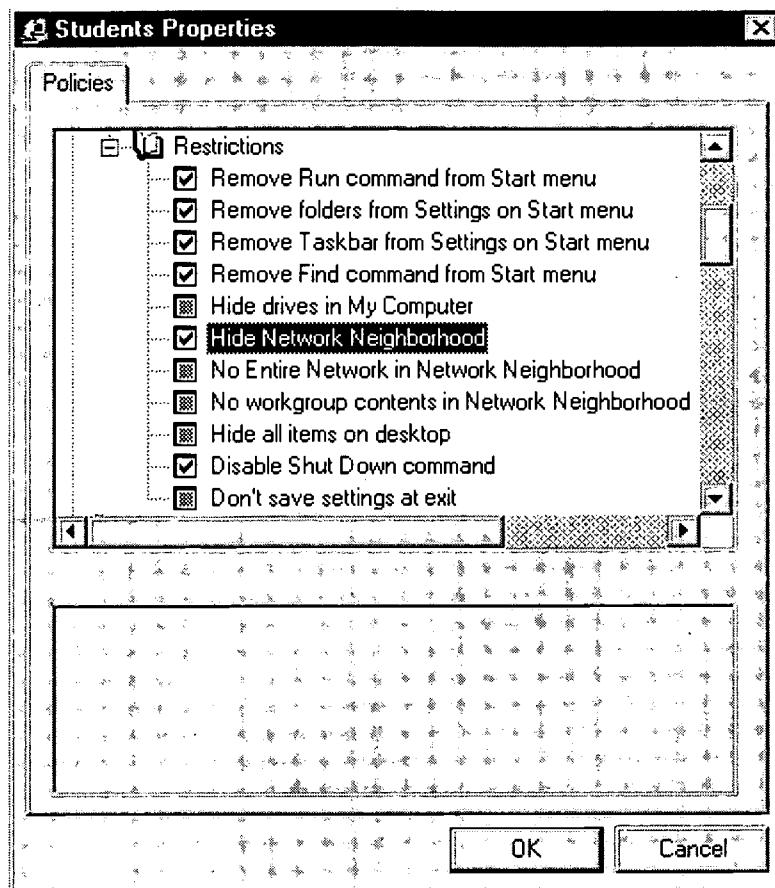 Students Properties
Policies
Restrictions
Remove Run command from Start menu
Remove folders from Settings on Start menu
Remove Taskbar from Settings on Start menu
Remove Find command from Start menu
Hide drives in My Computer
Hide Network Neighborhood
No Entire Network in Network Neighborhood
No workgroup contents in Network Neighborhood
Hide all items on desktop
Disable Shut Down command
Don't save settings at exit
OK Cancel